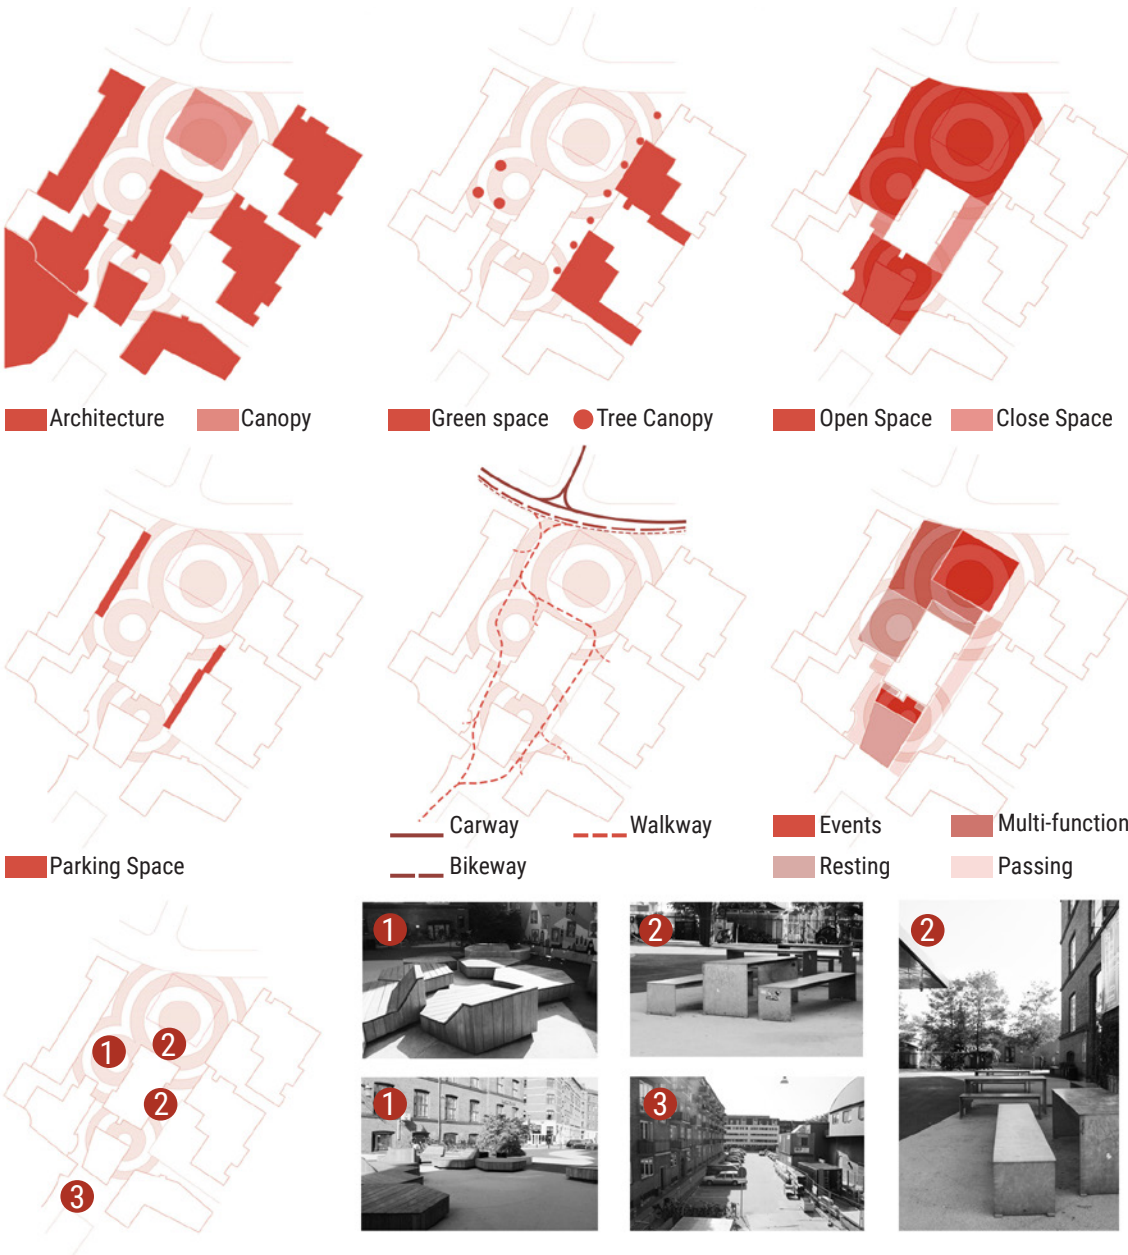 Architecture Canopy Green space Tree Canopy Open Space Close Space
Carway Walkway Events Multi-function
Parking Space Bikeway Resting Passing
1 2 2
1 2
2
1 3
3